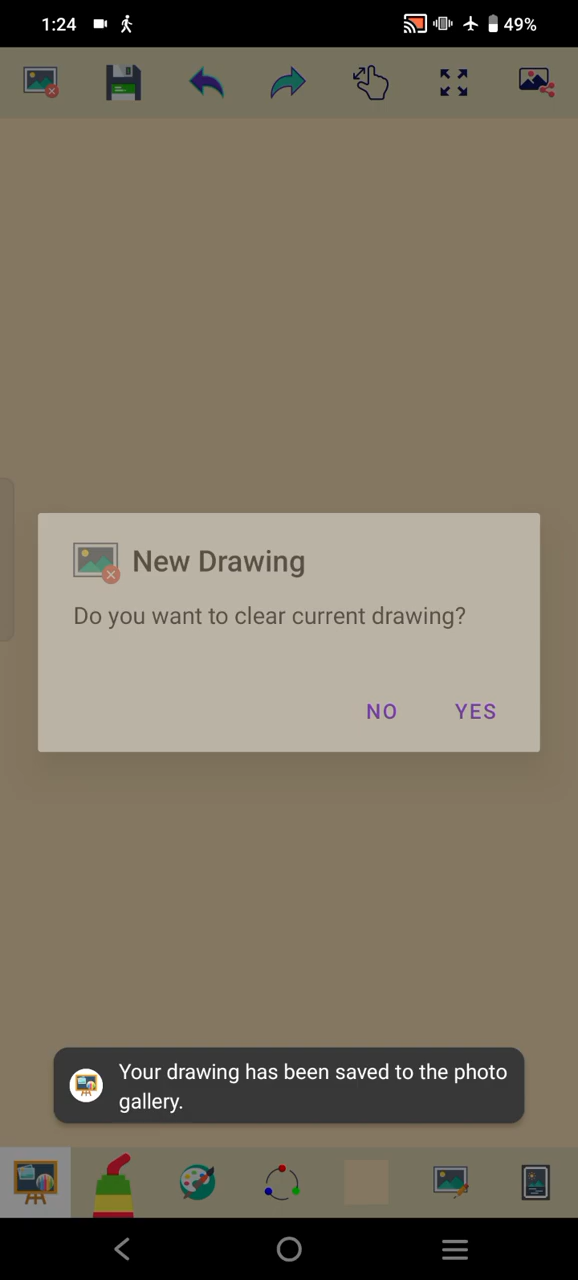 1:24
49%
New Drawing
Do you want to clear current drawing?
NO YES
Your drawing has been saved to the photo
gallery.